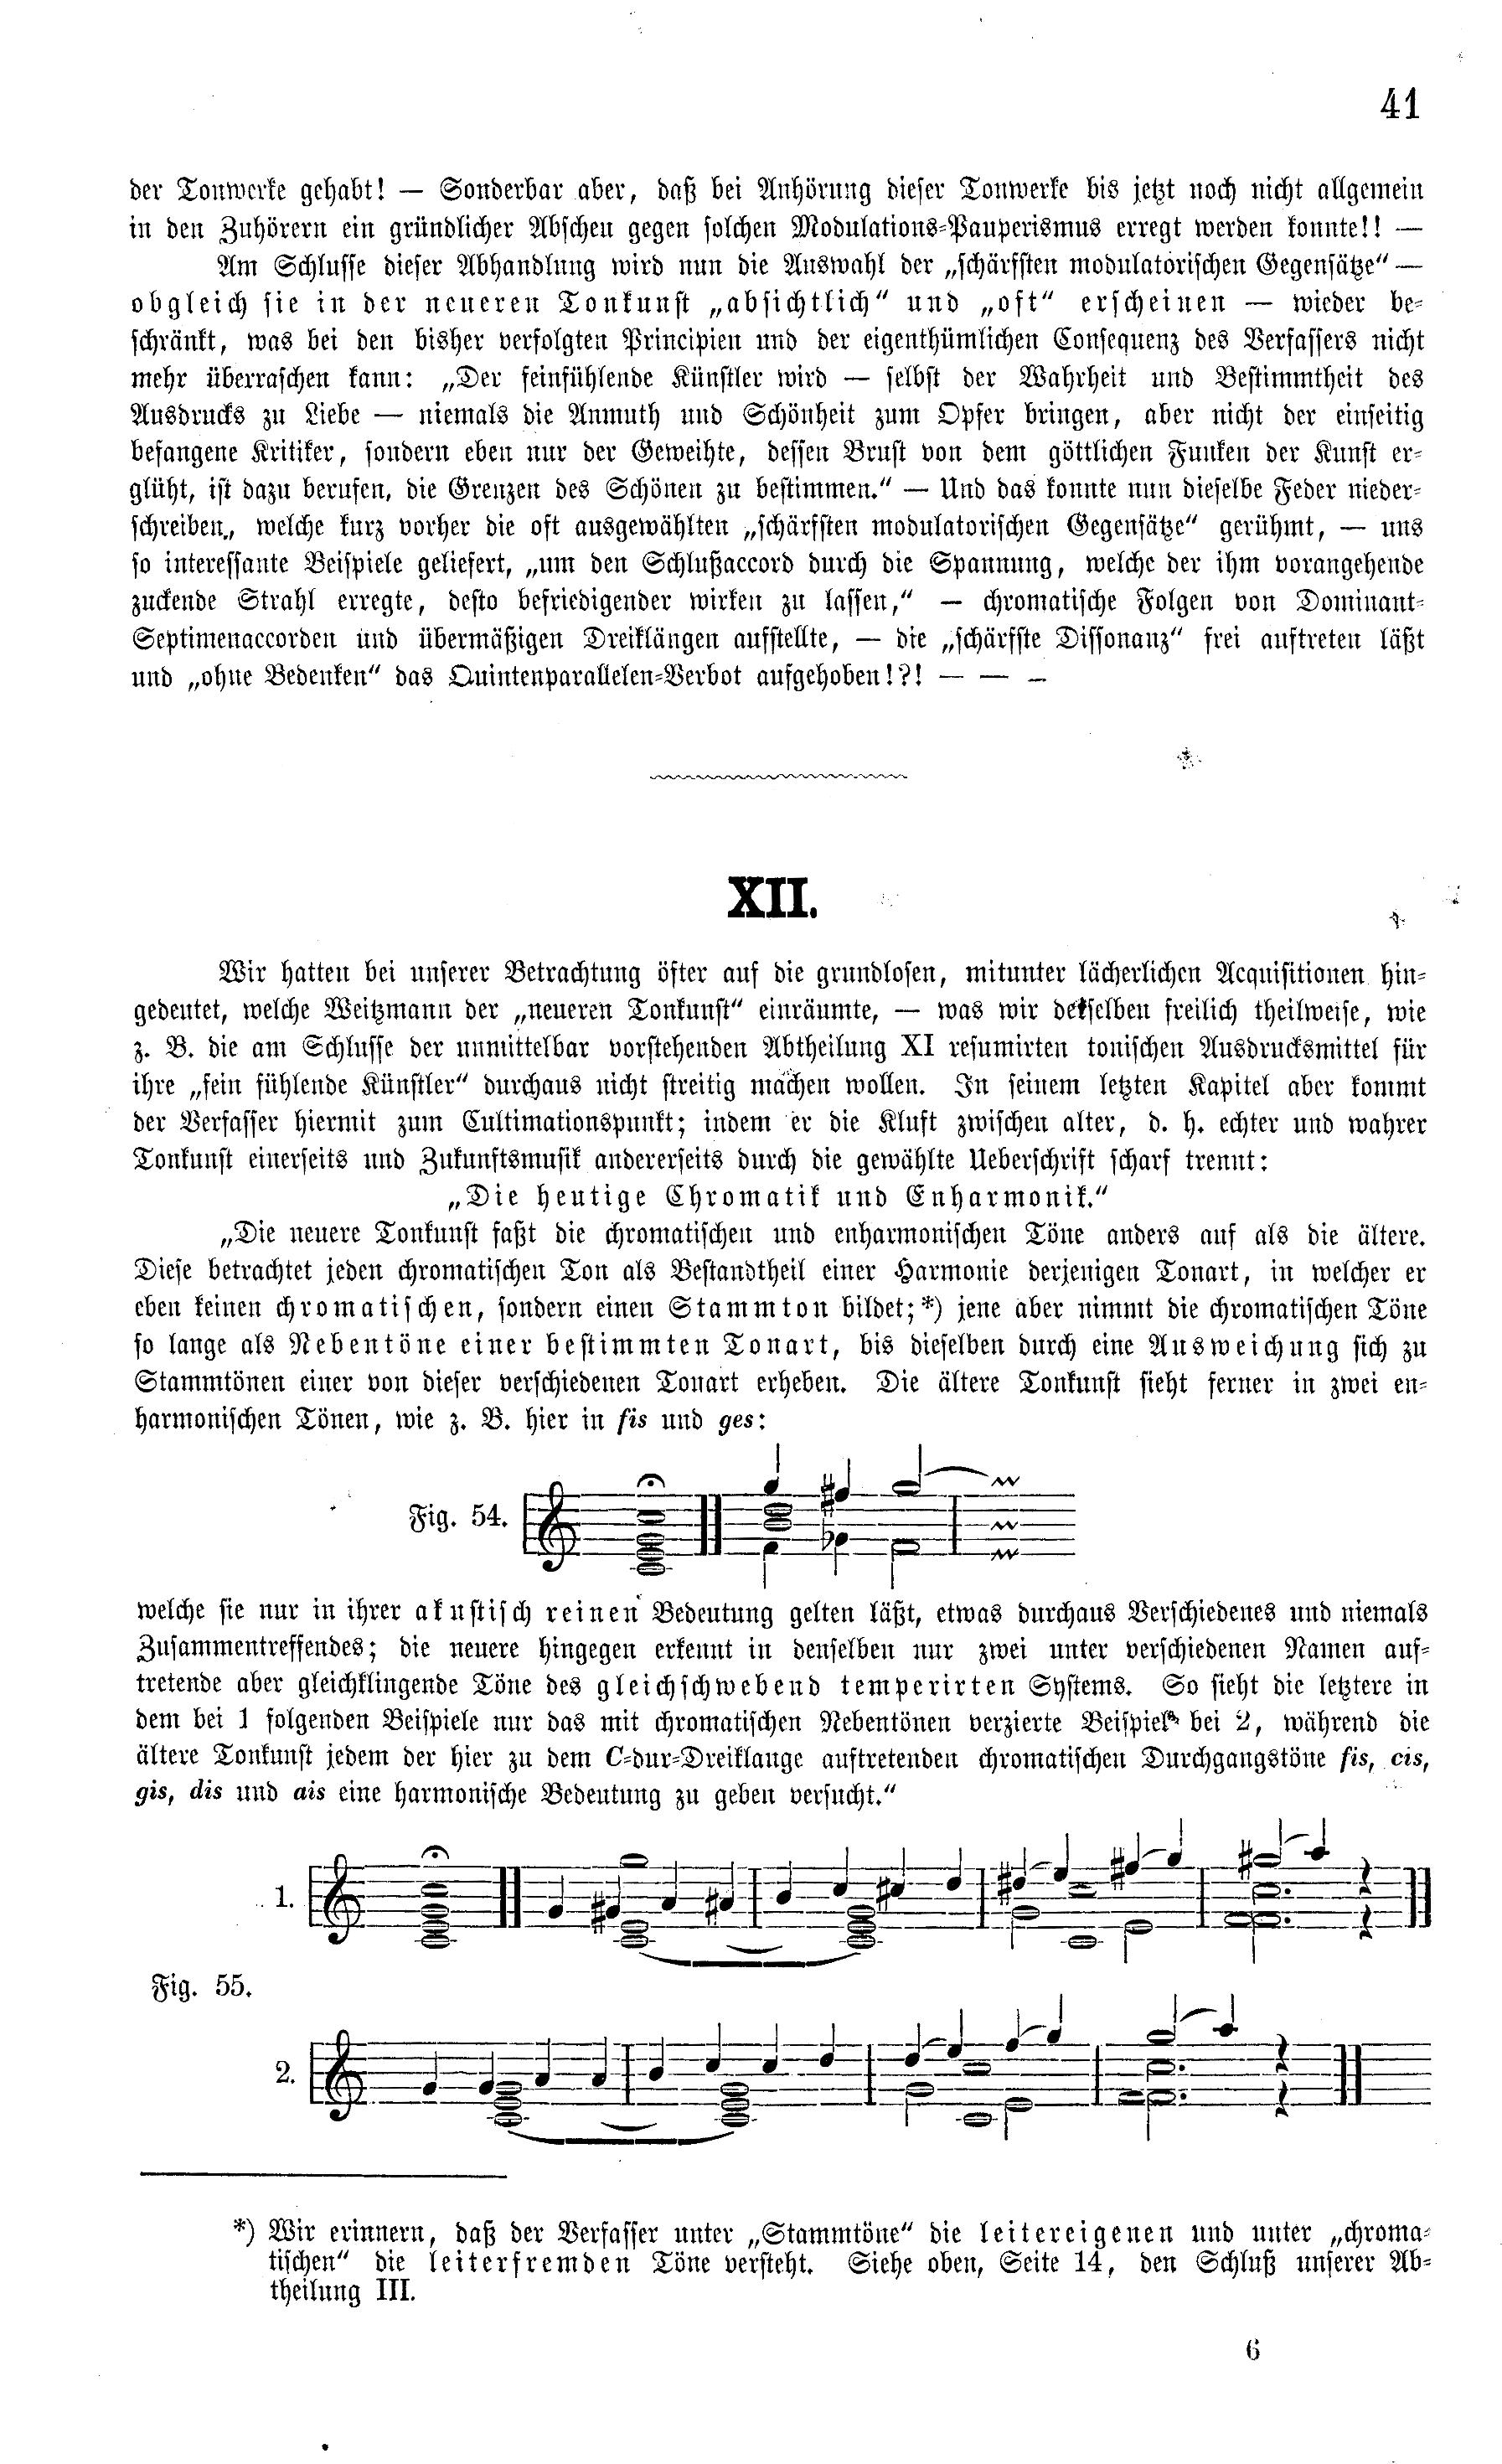 41
der Tonwerke gehabt! — Sonderbar aber, daß bei Anhörung dieser Tonwerke bis jetzt noch nicht allgemein
in den Zuhörern ein gründlicher Abscheu gegen solchen Modulations-Pauperismus erregt werden konnte!! —
Am Schlusse dieser Abhandlung wird nun die Auswahl der „schärfsten modulatorischen Gegensätze“ —
obgleich sie in der neueren Tonkunst „absichtlich“ und „oft“ erscheinen — wieder be-
schränkt, was bei den bisher verfolgten Principien und der eigenthümlichen Consequenz des Verfassers nicht
mehr überraschen kann: „Der feinfühlende Künstler wird — selbst der Wahrheit und Bestimmtheit des
Ausdrucks zu Liebe — niemals die Anmuth und Schönheit zum Opfer bringen, aber nicht der einseitig
befangene Kritiker, sondern eben nur der Geweihte, dessen Brust von dem göttlichen Funken der Kunst er-
glüht, ist dazu berufen, die Grenzen des Schönen zu bestimmen.“ — Und das konnte nun dieselbe Feder nieder-
schreiben, welche kurz vorher die oft ausgewählten „schärfsten modulatorischen Gegensätze“ gerühmt, — uns
so interessante Beispiele geliefert, „um den Schlußaccord durch die Spannung, welche der ihm vorangehende
zuckende Strahl erregte, desto befriedigender wirken zu lassen,“ — chromatische Folgen von Dominant-
Septimenaccorden und übermäßigen Dreiklängen aufstellte, — die „schärfste Dissonanz“ frei auftreten läßt
und „ohne Bedenken“ das Quintenparallelen-Verbot aufgehoben!?! — — –
XII.
Wir hatten bei unserer Betrachtung öfter auf die grundlosen, mitunter lächerlichen Acquisitionen hin-
gedeutet, welche Weitzmann der „neueren Tonkunst“ einräumte, — was wir derselben freilich theilweise, wie
z. B. die am Schlusse der unmittelbar vorstehenden Abtheilung XI resumirten tonischen Ausdrucksmittel für
ihre „fein fühlende Künstler“ durchaus nicht streitig machen wollen. In seinem letzten Kapitel aber kommt
der Verfasser hiermit zum Cultimationspunkt; indem er die Kluft zwischen alter, d. h. echter und wahrer
Tonkunst einerseits und Zukunftsmusik andererseits durch die gewählte Ueberschrift scharf trennt:
„Die heutige Chromatik und Enharmonik.“
„Die neuere Tonkunst faßt die chromatischen und enharmonischen Töne anders auf als die ältere.
Diese betrachtet jeden chromatischen Ton als Bestandtheil einer Harmonie derjenigen Tonart, in welcher er
eben keinen chromatischen, sondern einen Stammton bildet;*) jene aber nimmt die chromatischen Töne
so lange als Nebentöne einer bestimmten Tonart, bis dieselben durch eine Ausweichung sich zu
Stammtönen einer von dieser verschiedenen Tonart erheben. Die ältere Tonkunst sieht ferner in zwei en-
harmonischen Tönen, wie z. B. hier in fis und ges:
Fig. 54.
welche sie nur in ihrer akustisch reinen Bedeutung gelten läßt, etwas durchaus Verschiedenes und niemals
Zusammentreffendes; die neuere hingegen erkennt in denselben nur zwei unter verschiedenen Namen auf-
tretende aber gleichklingende Töne des gleichschwebend temperirten Systems. So sieht die letztere in
dem bei 1 folgenden Beispiele nur das mit chromatischen Nebentönen verzierte Beispiel bei 2, während die
ältere Tonkunst jedem der hier zu dem C-dur-Dreiklange auftretenden chromatischen Durchgangstöne fis, cis,
gis, dis und ais eine harmonische Bedeutung zu geben versucht.“
1.
Fig. 55.
2.
*) Wir erinnern, daß der Verfasser unter „Stammtöne“ die leitereigenen und unter „chroma-
tischen“ die leiterfremden Töne versteht. Siehe oben, Seite 14, den Schluß unserer Ab-
theilung III.
6